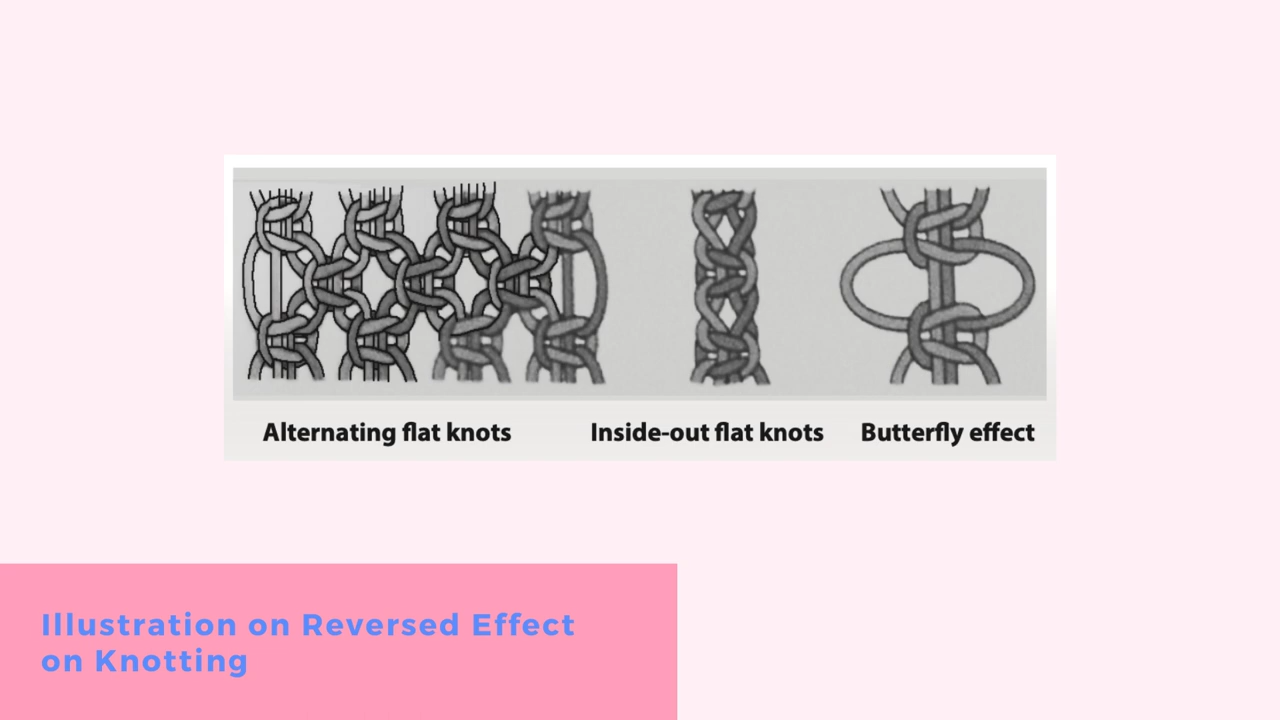 Alternating flat knots
Inside-out flat knots
Butterfly effect
Illustration on Reversed Effect
on Knotting